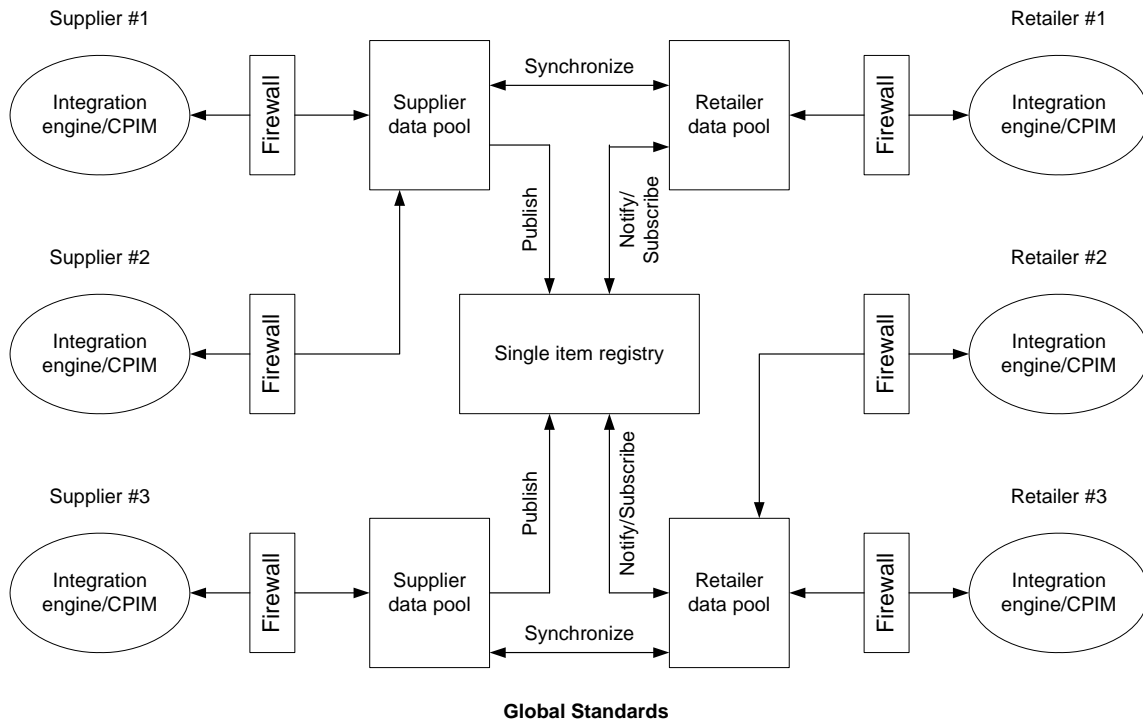 Supplier #1
Retailer #1
Integration
engine/CPIM
Firewall
Supplier
data pool
Synchronize
Retailer
data pool
Firewall
Integration
engine/CPIM
Publish
Notify/
Subscribe
Supplier #2
Retailer #2
Integration
engine/CPIM
Firewall
Single item registry
Firewall
Integration
engine/CPIM
Supplier #3
Retailer #3
Publish
Notify/Subscribe
Integration
engine/CPIM
Firewall
Supplier
data pool
Synchronize
Retailer
data pool
Firewall
Integration
engine/CPIM
Global Standards